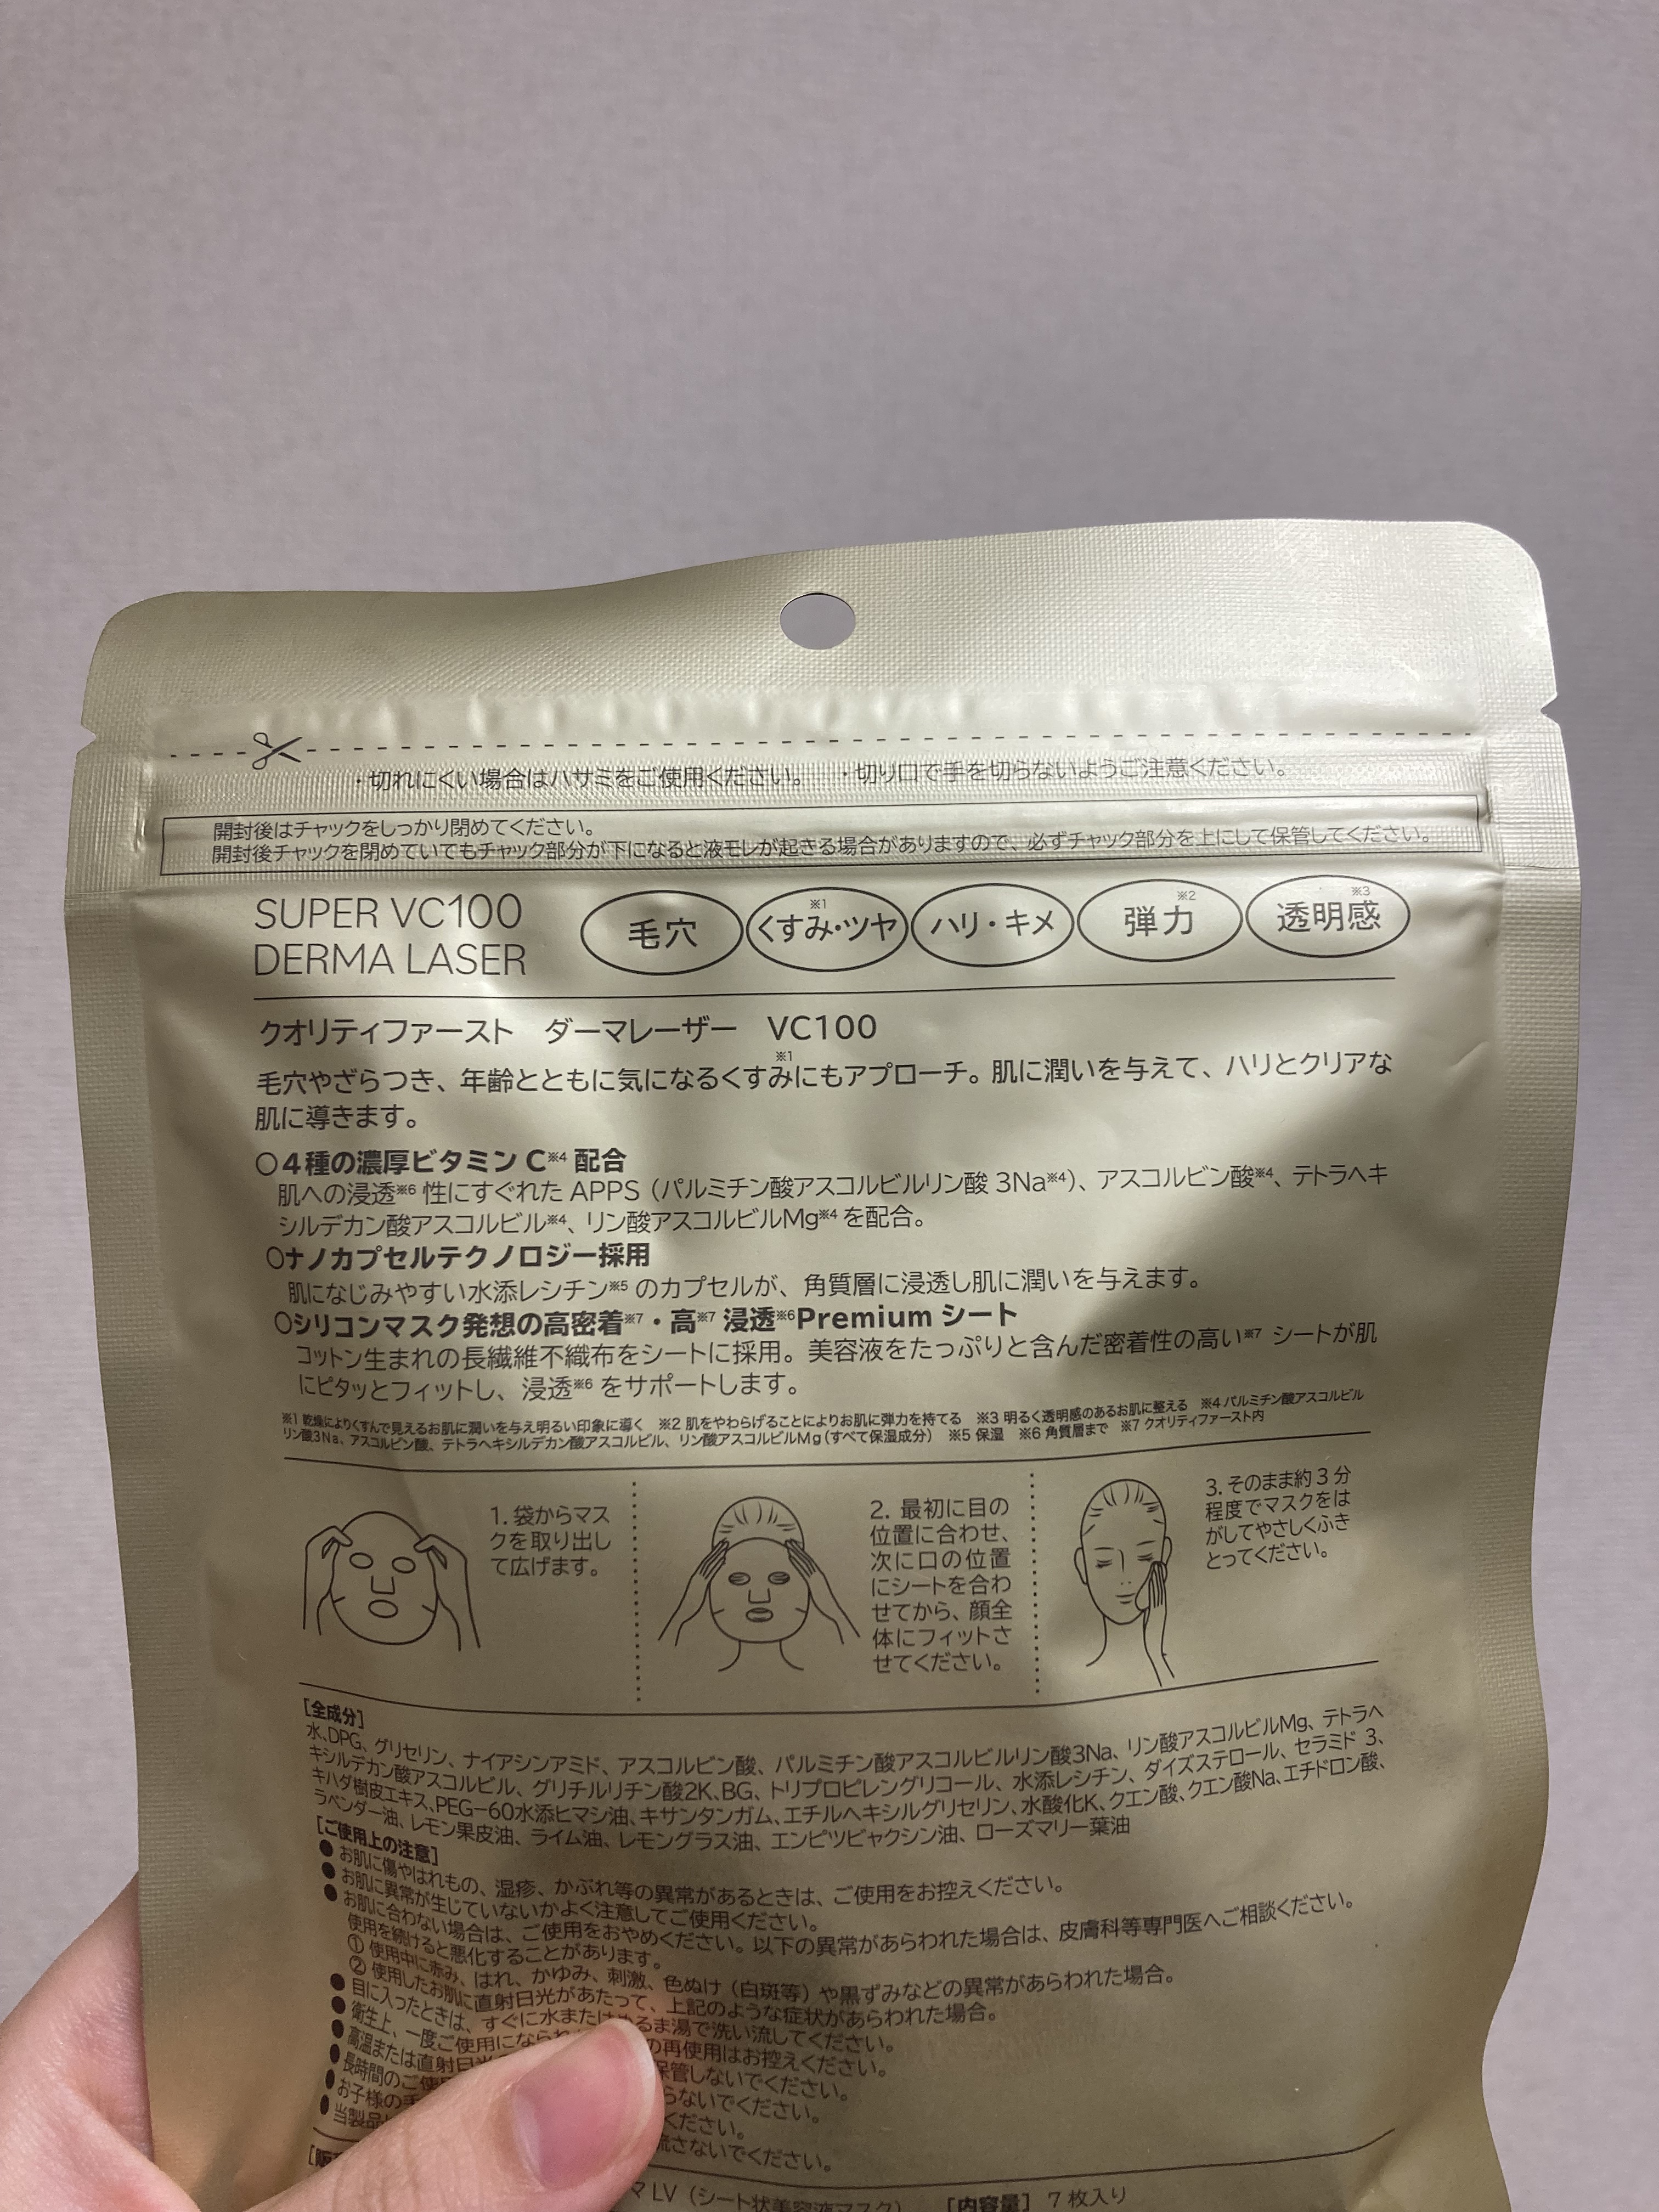 ・切れにくい場合はハサミをご使用ください。 ・切り口で手を切らないようご注意ください。
開封後はチャックをしっかり閉めてください。
開封後チャックを閉めていてもチャック部分が下になると液モレが起きる場合がありますので、必ずチャック部分を上にして保管してください。
SUPER VC100
DERMA LASER
毛穴 くすみ・ツヤ※1 ハリ・キメ 弾力※2 透明感※3
クオリティファースト ダーマレーザー VC100
毛穴やざらつき、年齢とともに気になるくすみ※1にもアプローチ。肌に潤いを与えて、ハリとクリアな
肌に導きます。
○4種の濃厚ビタミンC※4 配合
肌への浸透※6 性にすぐれた APPS（パルミチン酸アスコルビルリン酸 3Na※4）、アスコルビン酸※4、テトラヘキ
シルデカン酸アスコルビル※4、リン酸アスコルビルMg※4 を配合。
○ナノカプセルテクノロジー採用
肌になじみやすい水添レシチン※5 のカプセルが、角質層に浸透し肌に潤いを与えます。
○シリコンマスク発想の高密着※7・高※7 浸透※6Premium シート
コットン生まれの長繊維不織布をシートに採用。美容液をたっぷりと含んだ密着性の高い※7 シートが肌
にピタッとフィットし、浸透※6 をサポートします。
※1 乾燥によりくすんで見えるお肌に潤いを与え明るい印象に導く ※2 肌をやわらげることによりお肌に弾力を持てる ※3 明るく透明感のあるお肌に整える ※4 パルミチン酸アスコルビル
リン酸3Na、アスコルビン酸、テトラヘキシルデカン酸アスコルビル、リン酸アスコルビルMg（すべて保湿成分） ※5 保湿 ※6 角質層まで ※7 クオリティファースト内
1. 袋からマス
クを取り出し
て広げます。
2. 最初に目の
位置に合わせ、
次に口の位置
にシートを合わ
せてから、顔全
体にフィットさ
せてください。
3. そのまま約3分
程度でマスクをは
がしてやさしくふき
とってください。
[全成分]
水、DPG、グリセリン、ナイアシンアミド、アスコルビン酸、パルミチン酸アスコルビルリン酸3Na、リン酸アスコルビルMg、テトラヘ
キシルデカン酸アスコルビル、グリチルリチン酸2K、BG、トリプロピレングリコール、水添レシチン、ダイズステロール、セラミド 3、
キハダ樹皮エキス、PEG-60水添ヒマシ油、キサンタンガム、エチルヘキシルグリセリン、水酸化K、クエン酸、クエン酸Na、エチドロン酸、
ラベンダー油、レモン果皮油、ライム油、レモングラス油、エンピツビャクシン油、ローズマリー葉油
[ご使用上の注意]
●お肌に傷やはれもの、湿疹、かぶれ等の異常があるときは、ご使用をお控えください。
●お肌に異常が生じていないかよく注意してご使用ください。
●お肌に合わない場合は、ご使用をおやめください。以下の異常があらわれた場合は、皮膚科等専門医へご相談ください。
使用を続けると悪化することがあります。
① 使用中に赤み、はれ、かゆみ、刺激、色ぬけ（白斑等）や黒ずみなどの異常があらわれた場合。
② 使用したお肌に直射日光があたって、上記のような症状があらわれた場合。
●目に入ったときは、すぐに水またはぬるま湯で洗い流してください。
●衛生上、一度ご使用になられ の再使用はお控えください。
●高温または直射日光 保管しないでください。
●長時間のご使用 らないでください。
●お子様の手 ください。
●当製品 流さないでください。
LV（シート状美容液マスク） [内容量] 7枚入り